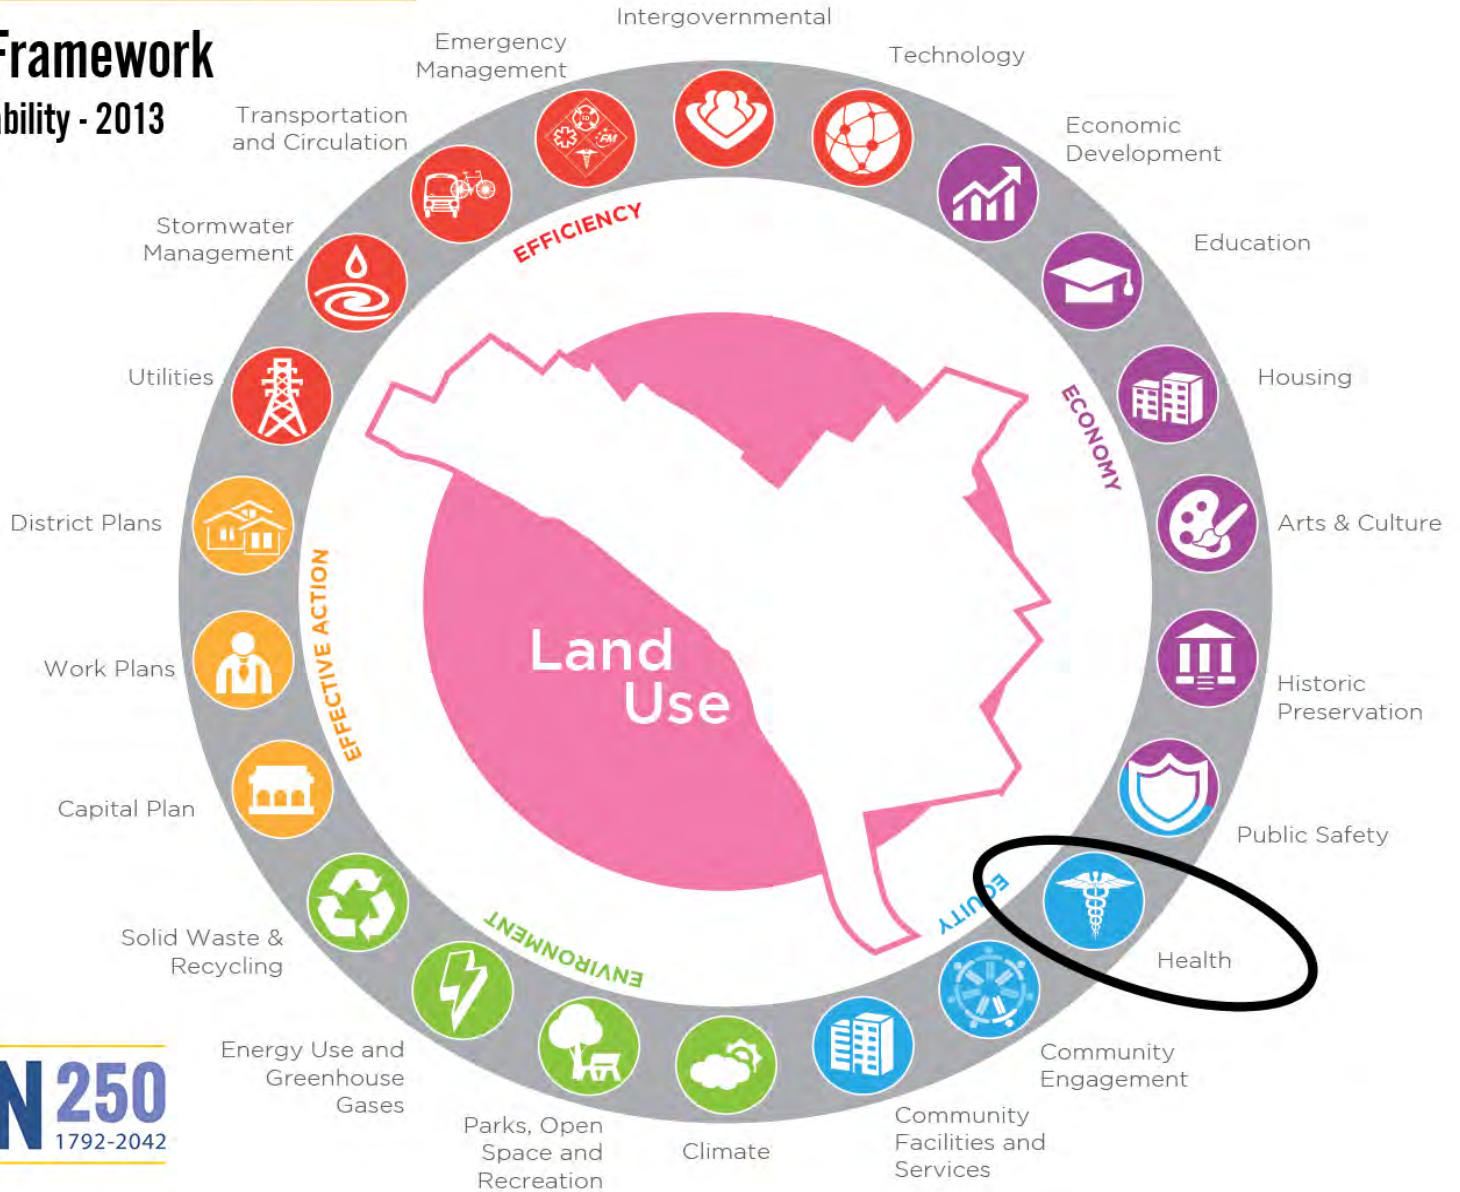 Framework
ability - 2013
Intergovernmental
Technology
Economic
Development
Education
Housing
Arts & Culture
Historic
Preservation
Public Safety
Health
Community
Engagement
Community
Facilities and
Services
Climate
Parks, Open
Space and
Recreation
Energy Use and
Greenhouse
Gases
Solid Waste &
Recycling
Capital Plan
Work Plans
District Plans
Utilities
Stormwater
Management
Transportation
and Circulation
Emergency
Management
EFFICIENCY
ECONOMY
EQUITY
ENVIRONMENT
EFFECTIVE ACTION
Land
Use
FD
FM
N 250
1792-2042